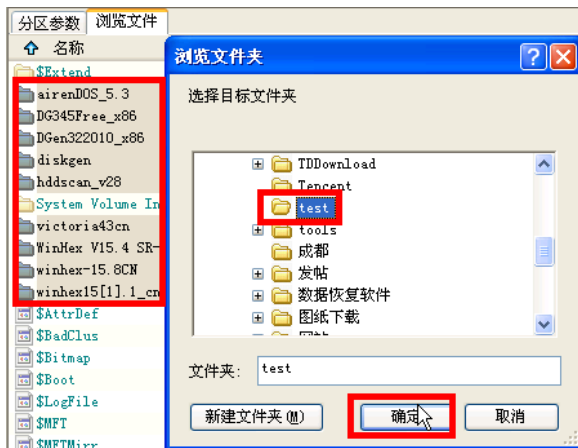 分区参数 浏览文件
名称
$Extend
airenDOS_5.3
DG345Free_x86
DGen322010_x86
diskgen
hddscan_v28
System Volume In
victoria43cn
WinHex V15.4 SR-
winhex-15.8CN
winhex15[1].1_cn
$AttrDef
$BadClus
$Bitmap
$Boot
$LogFile
$MFT
$MFTMirr
浏览文件夹
选择目标文件夹
TDDownload
Tencent
test
tools
成都
发帖
数据恢复软件
图纸下载
文件夹: test
新建文件夹(M) 确定 取消